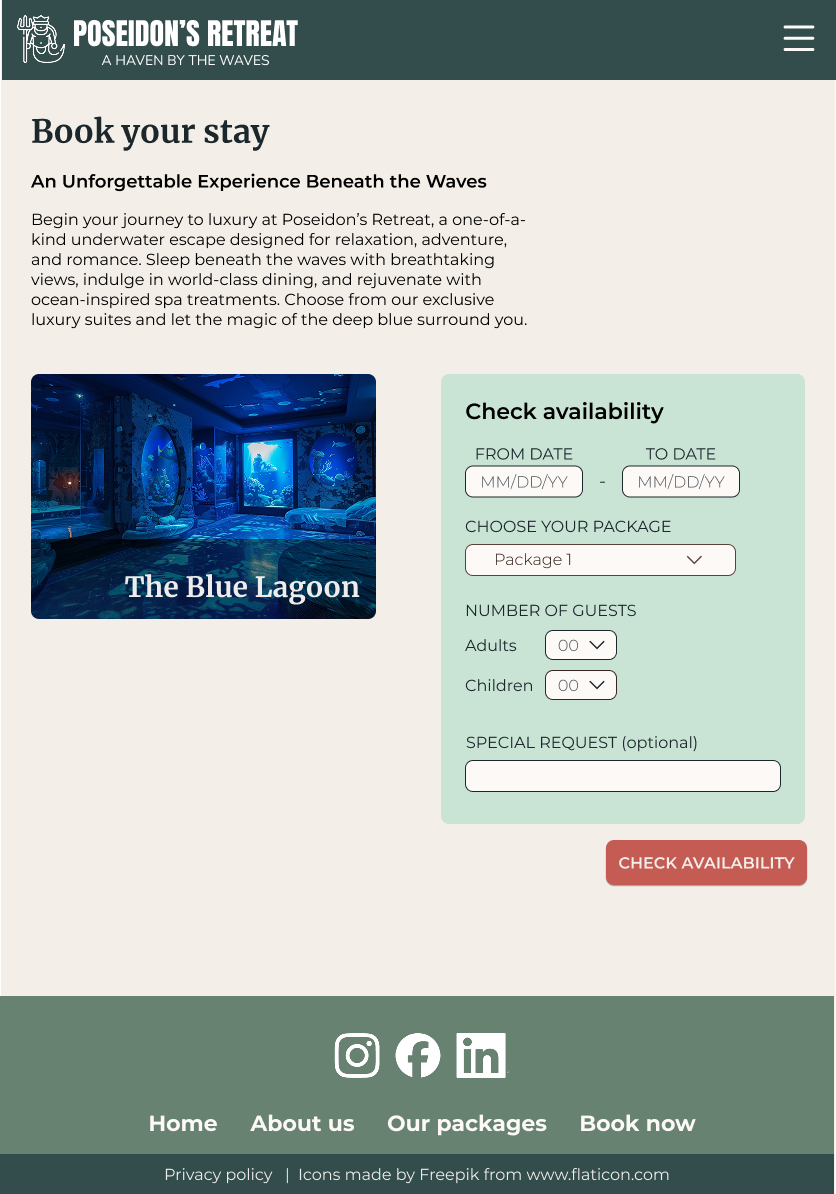 POSEIDON’S RETREAT
A HAVEN BY THE WAVES
Book your stay
An Unforgettable Experience Beneath the Waves
Begin your journey to luxury at Poseidon’s Retreat, a one-of-a-
kind underwater escape designed for relaxation, adventure,
and romance. Sleep beneath the waves with breathtaking
views, indulge in world-class dining, and rejuvenate with
ocean-inspired spa treatments. Choose from our exclusive
luxury suites and let the magic of the deep blue surround you.
The Blue Lagoon
Check availability
FROM DATE TO DATE
MM/DD/YY - MM/DD/YY
CHOOSE YOUR PACKAGE
Package 1
NUMBER OF GUESTS
Adults 00
Children 00
SPECIAL REQUEST (optional)
CHECK AVAILABILITY
in
Home About us Our packages Book now
Privacy policy | Icons made by Freepik from www.flaticon.com